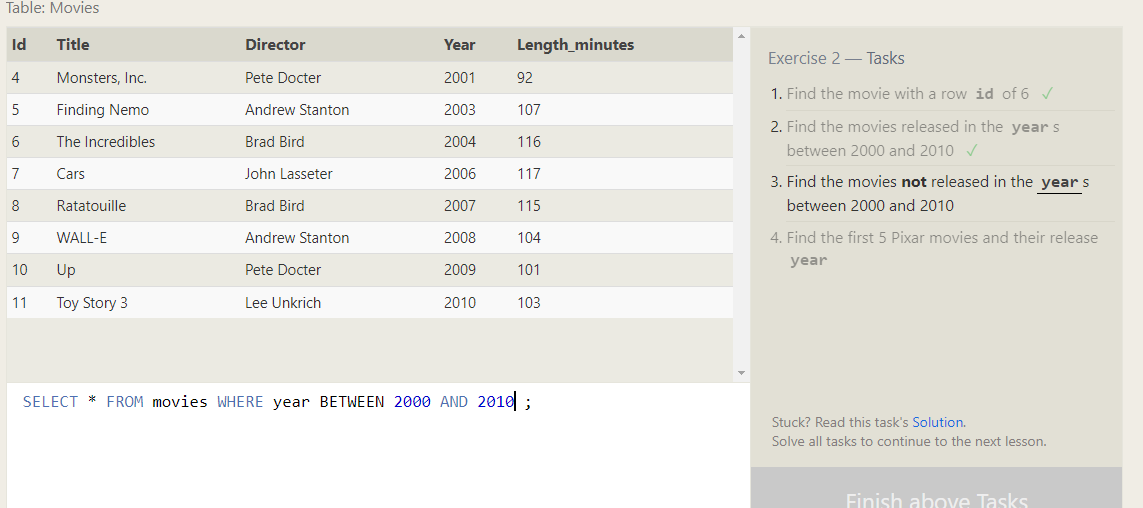 Table: Movies
Id Title Director Year Length_minutes
4 Monsters, Inc. Pete Docter 2001 92
5 Finding Nemo Andrew Stanton 2003 107
6 The Incredibles Brad Bird 2004 116
7 Cars John Lasseter 2006 117
8 Ratatouille Brad Bird 2007 115
9 WALL-E Andrew Stanton 2008 104
10 Up Pete Docter 2009 101
11 Toy Story 3 Lee Unkrich 2010 103
SELECT * FROM movies WHERE year BETWEEN 2000 AND 2010 ;
Exercise 2 — Tasks
1. Find the movie with a row id of 6 ✓
2. Find the movies released in the year s
between 2000 and 2010 ✓
3. Find the movies not released in the year s
between 2000 and 2010
4. Find the first 5 Pixar movies and their release
year
Stuck? Read this task's Solution.
Solve all tasks to continue to the next lesson.
Finish above Tasks